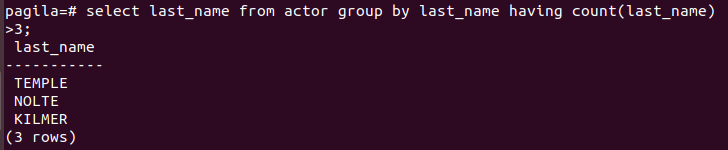 pagila=# select last_name from actor group by last_name having count(last_name)
>3;
 last_name
-----------
 TEMPLE
 NOLTE
 KILMER
(3 rows)